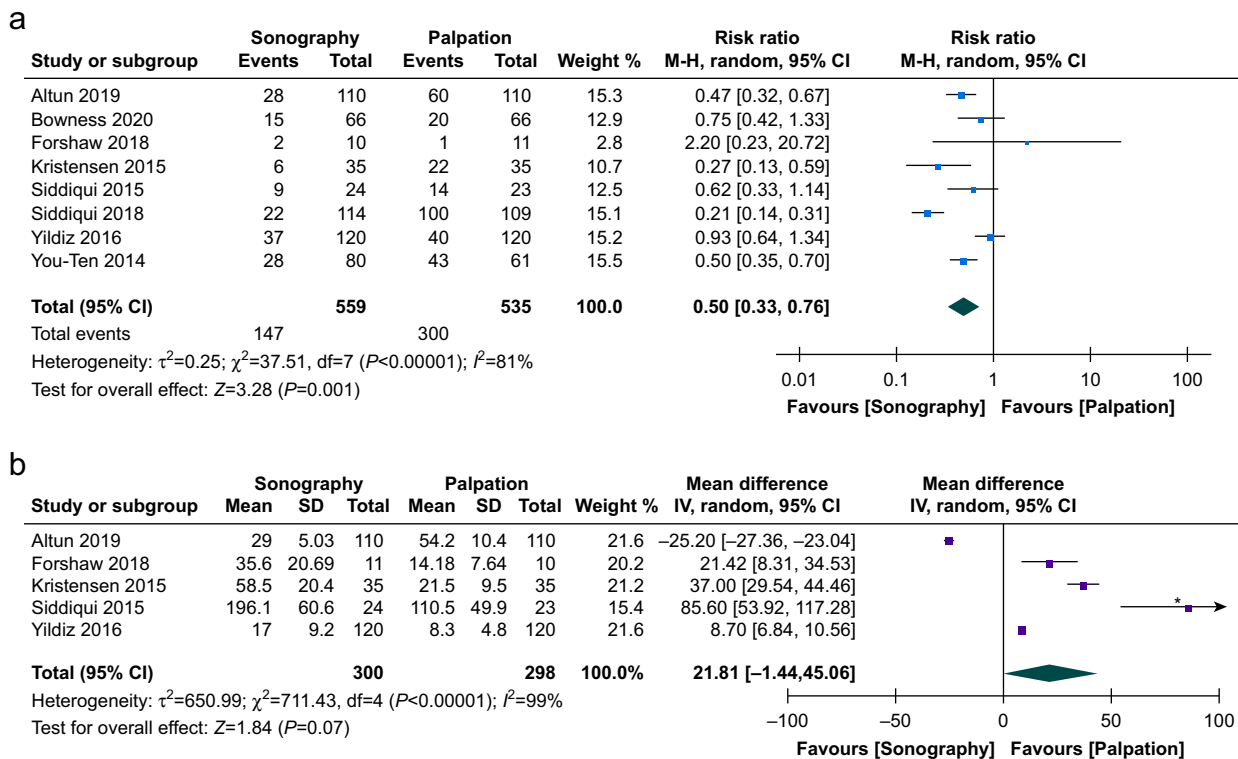 a
Sonography Palpation Risk ratio Risk ratio
Study or subgroup Events Total Events Total Weight % M-H, random, 95% CI M-H, random, 95% CI
Altun 2019 28 110 60 110 15.3 0.47 [0.32, 0.67]
Bowness 2020 15 66 20 66 12.9 0.75 [0.42, 1.33]
Forshaw 2018 2 10 1 11 2.8 2.20 [0.23, 20.72]
Kristensen 2015 6 35 22 35 10.7 0.27 [0.13, 0.59]
Siddiqui 2015 9 24 14 23 12.5 0.62 [0.33, 1.14]
Siddiqui 2018 22 114 100 109 15.1 0.21 [0.14, 0.31]
Yildiz 2016 37 120 40 120 15.2 0.93 [0.64, 1.34]
You-Ten 2014 28 80 43 61 15.5 0.50 [0.35, 0.70]
Total (95% CI) 559 535 100.0 0.50 [0.33, 0.76]
Total events 147 300
Heterogeneity: τ²=0.25; χ²=37.51, df=7 (P<0.00001); I²=81%
Test for overall effect: Z=3.28 (P=0.001)
0.01 0.1 1 10 100
Favours [Sonography] Favours [Palpation]
b
Sonography Palpation Mean difference Mean difference
Study or subgroup Mean SD Total Mean SD Total Weight % IV, random, 95% CI IV, random, 95% CI
Altun 2019 29 5.03 110 54.2 10.4 110 21.6 −25.20 [−27.36, −23.04]
Forshaw 2018 35.6 20.69 11 14.18 7.64 10 20.2 21.42 [8.31, 34.53]
Kristensen 2015 58.5 20.4 35 21.5 9.5 35 21.2 37.00 [29.54, 44.46]
Siddiqui 2015 196.1 60.6 24 110.5 49.9 23 15.4 85.60 [53.92, 117.28] *
Yildiz 2016 17 9.2 120 8.3 4.8 120 21.6 8.70 [6.84, 10.56]
Total (95% CI) 300 298 100.0% 21.81 [−1.44,45.06]
Heterogeneity: τ²=650.99; χ²=711.43, df=4 (P<0.00001); I²=99%
Test for overall effect: Z=1.84 (P=0.07)
−100 −50 0 50 100
Favours [Sonography] Favours [Palpation]